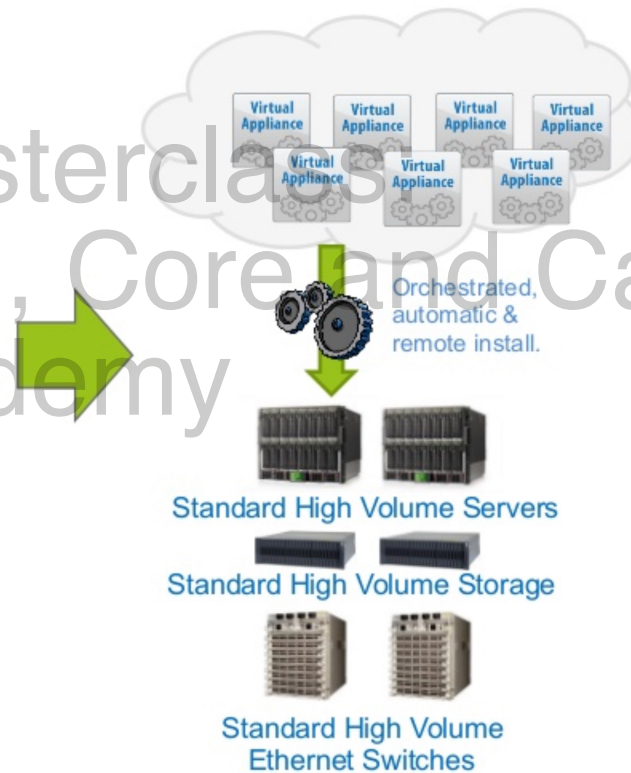 Virtual
Appliance
Virtual
Appliance
Virtual
Appliance
Virtual
Appliance
Virtual
Appliance
Virtual
Appliance
Virtual
Appliance
sterclass:
, Core and Ca
demy
Orchestrated,
automatic &
remote install.
Standard High Volume Servers
Standard High Volume Storage
Standard High Volume
Ethernet Switches